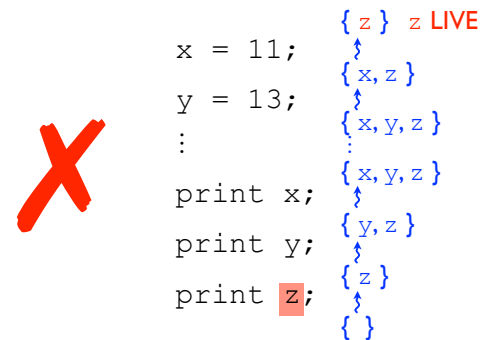 { z } z LIVE
x = 11;
{ x, z }
y = 13;
{ x, y, z }
⋮ ⋮
{ x, y, z }
print x;
{ y, z }
print y;
{ z }
print z;
{ }